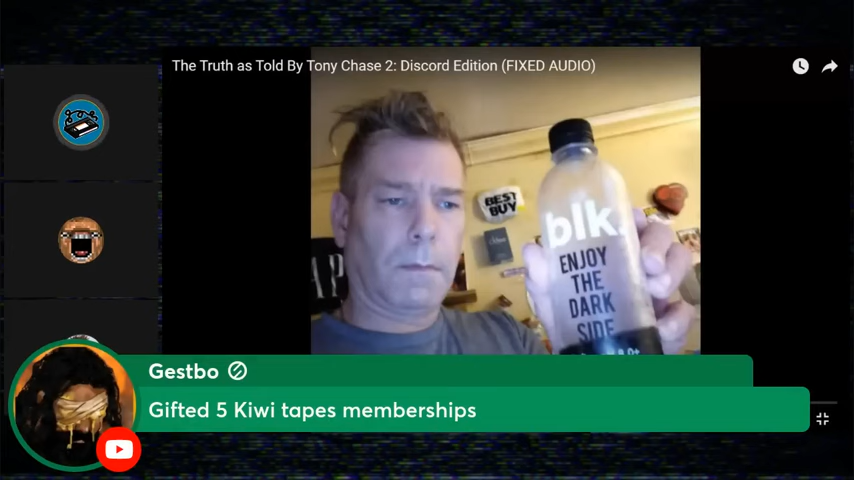 The Truth as Told By Tony Chase 2: Discord Edition (FIXED AUDIO)
BEST
BUY
blk.
ENJOY
THE
DARK
SIDE
Gestbo
Gifted 5 Kiwi tapes memberships